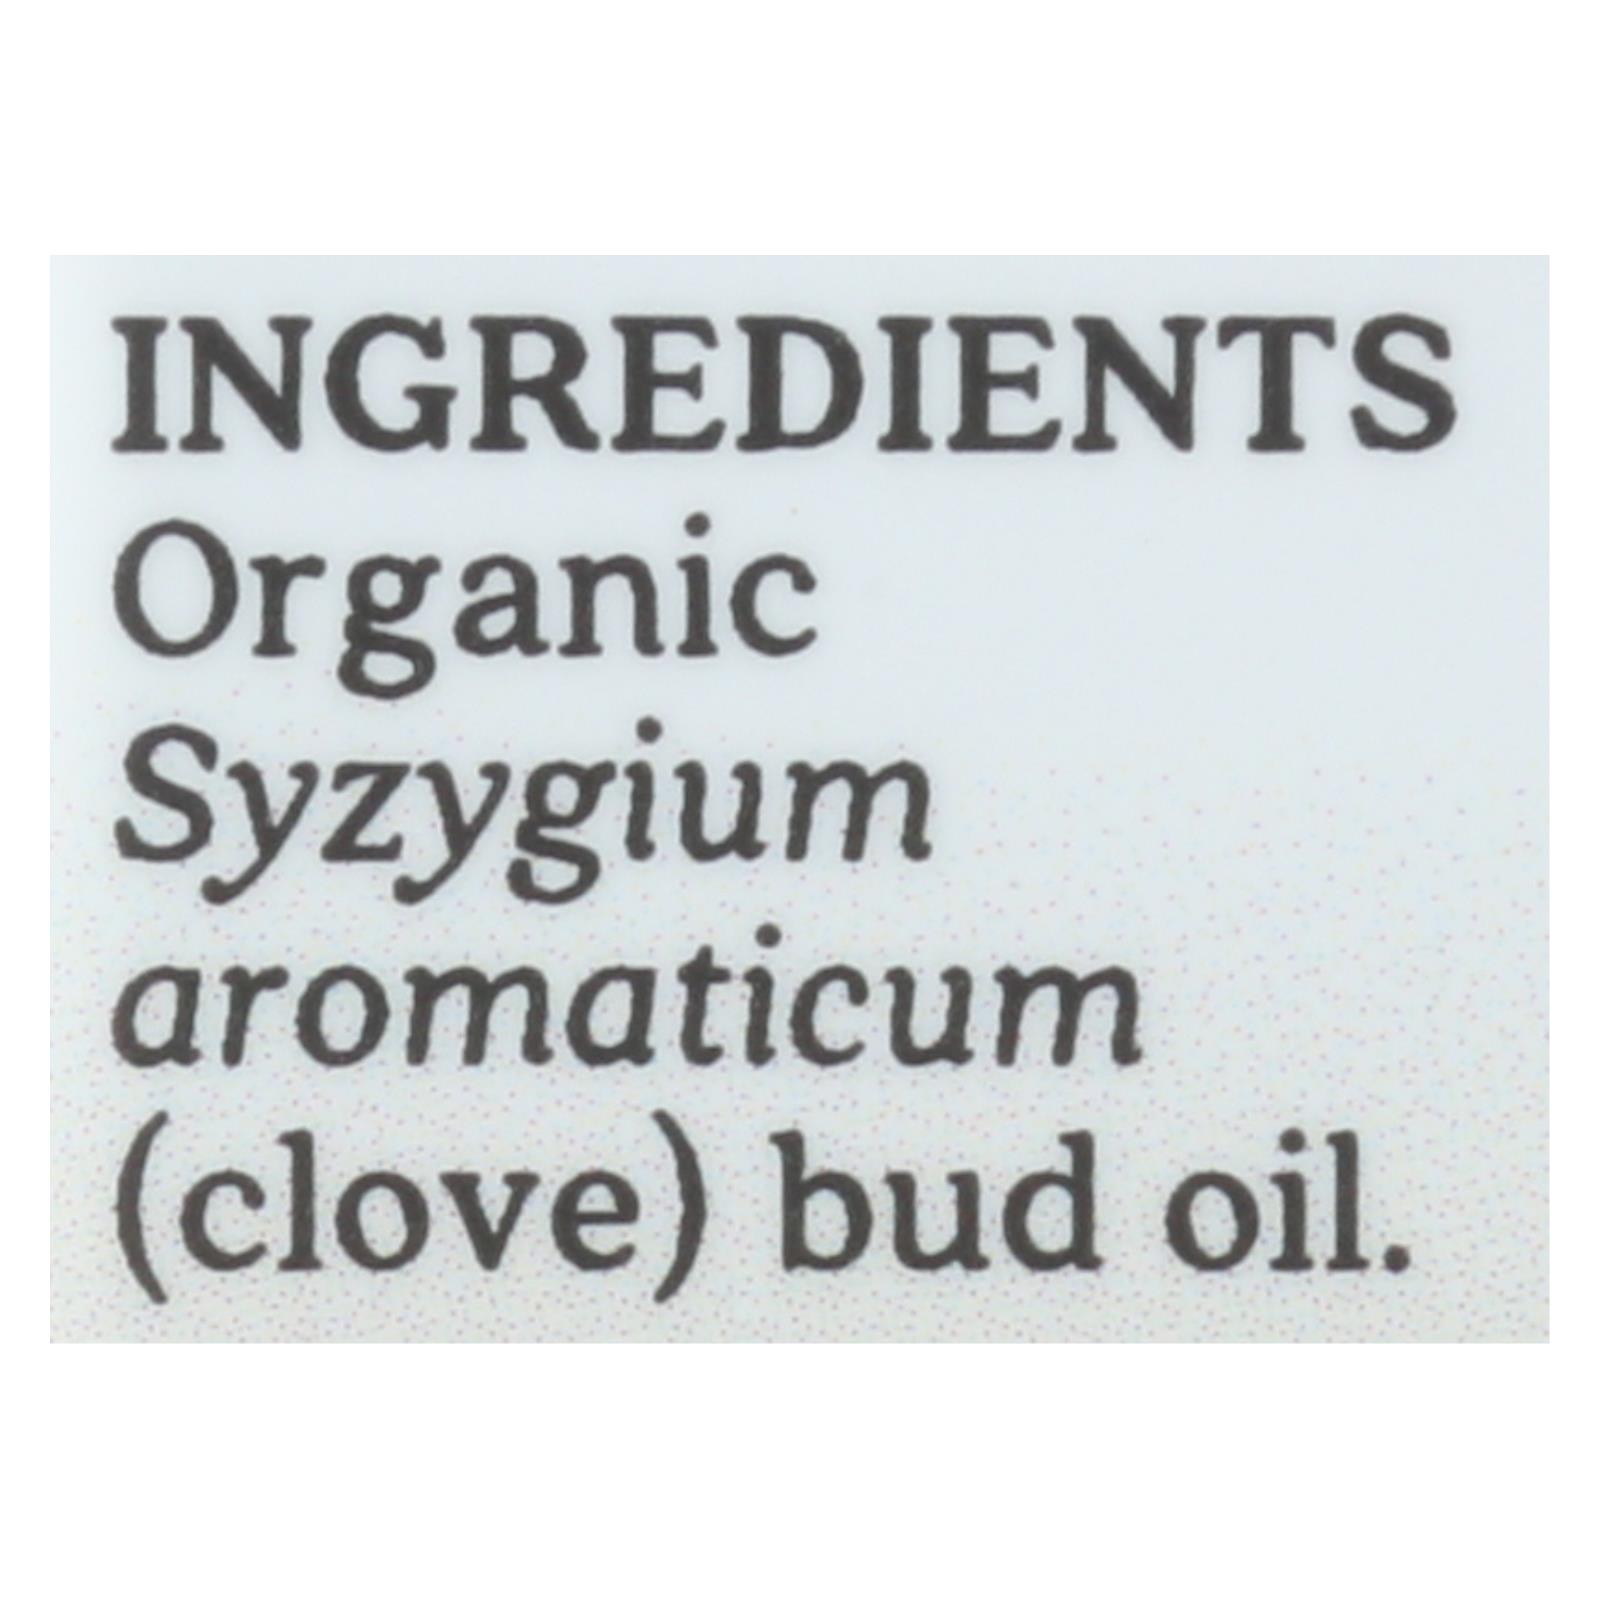 INGREDIENTS
Organic
Syzygium
aromaticum
(clove) bud oil.